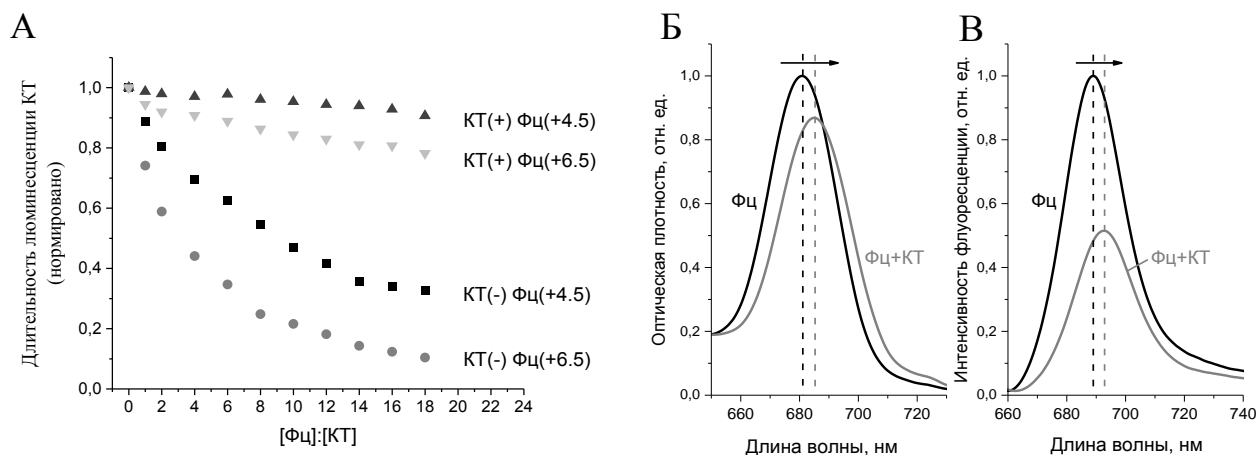 А
Длительность люминесценции КТ
(нормировано)
1,0
0,8
0,6
0,4
0,2
0,0
0 2 4 6 8 10 12 14 16 18 20 22 24
[Фц]:[КТ]
КТ(+) Фц(+4.5)
КТ(+) Фц(+6.5)
КТ(-) Фц(+4.5)
КТ(-) Фц(+6.5)
Б
Оптическая плотность, отн. ед.
1,0
0,8
0,6
0,4
0,2
0,0
660 680 700 720
Длина волны, нм
Фц
Фц+КТ
В
Интенсивность флуоресценции, отн. ед.
1,0
0,8
0,6
0,4
0,2
0,0
660 680 700 720 740
Длина волны, нм
Фц
Фц+КТ